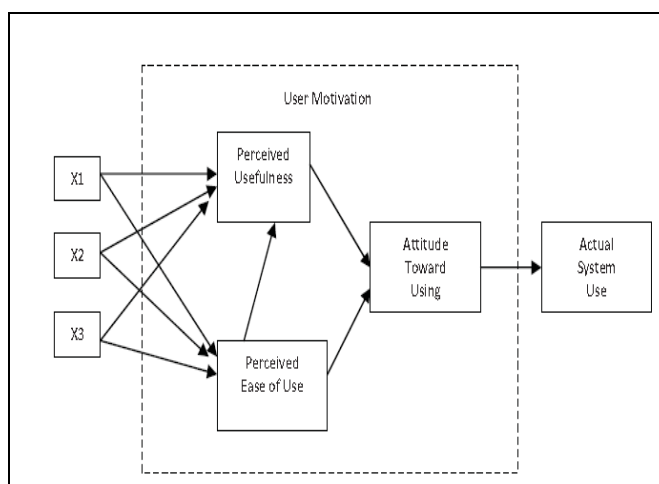 User Motivation
X1
X2
X3
Perceived
Usefulness
Perceived
Ease of Use
Attitude
Toward
Using
Actual
System
Use